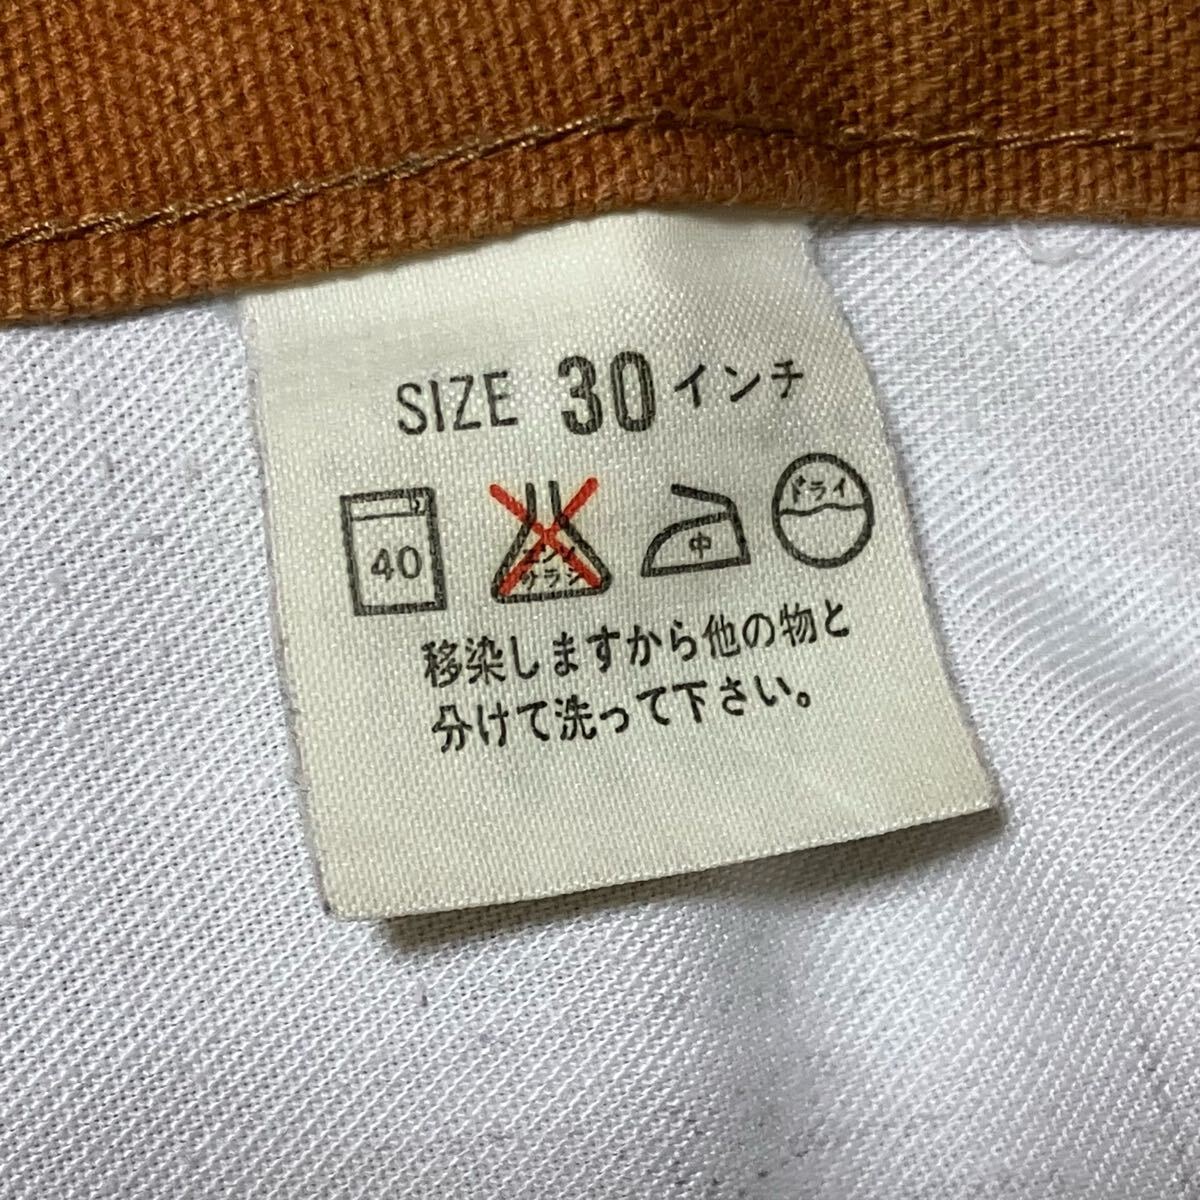 SIZE 30インチ
40
エンソ
サラシ
中
ドライ
移染しますから他の物と
分けて洗って下さい。